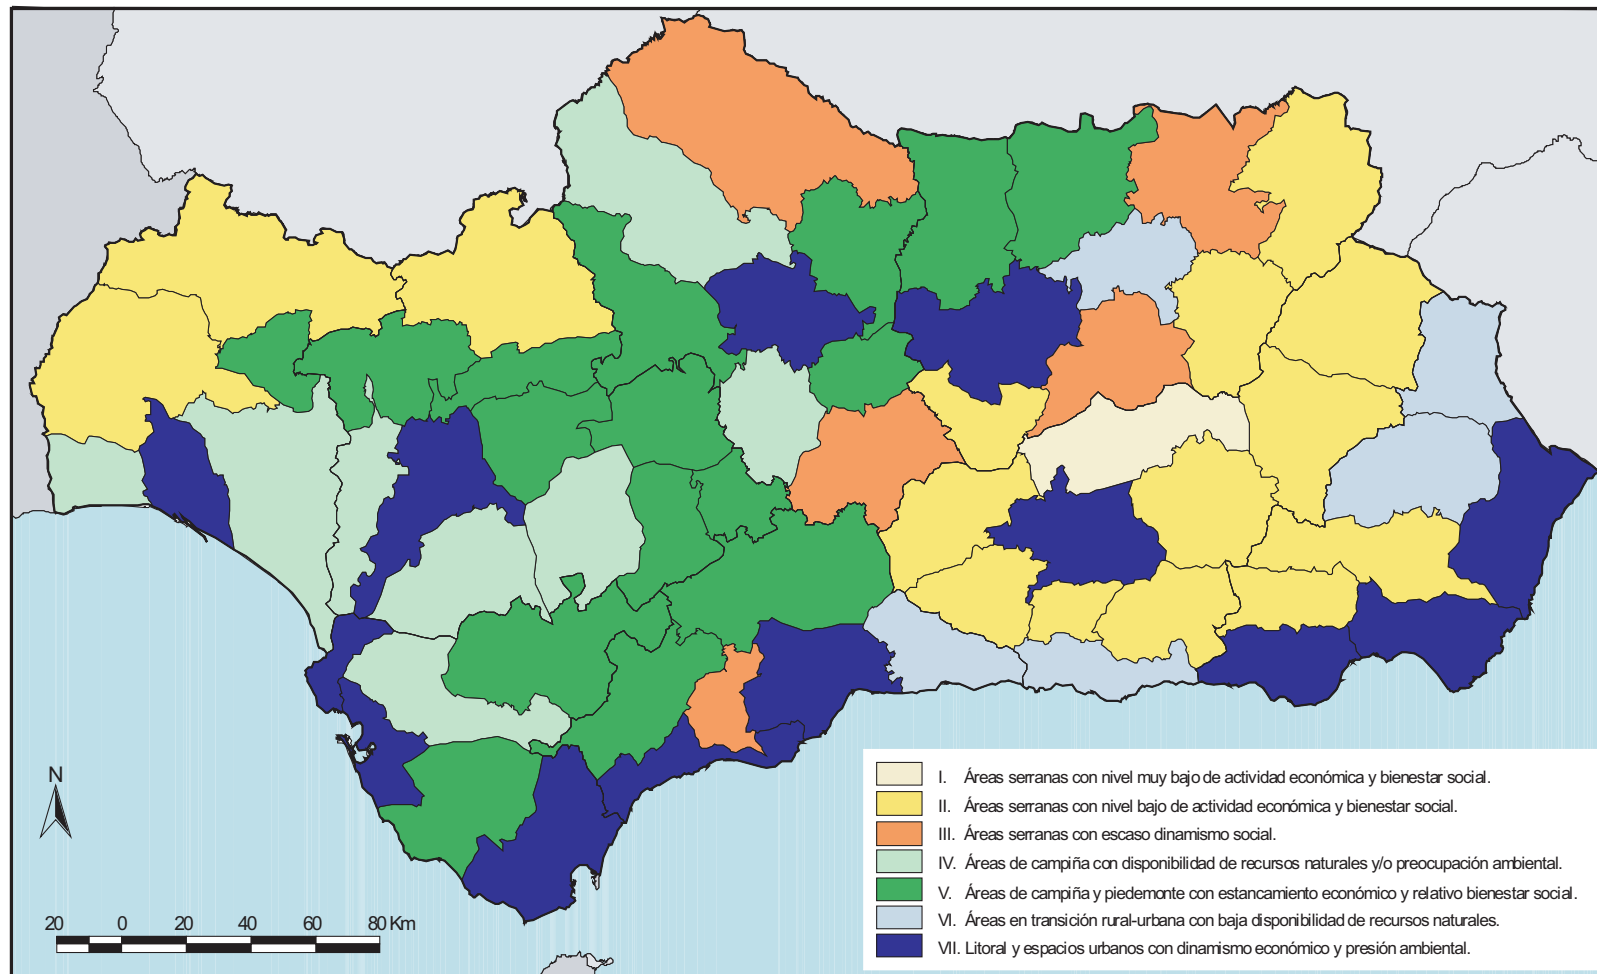 N
20 0 20 40 60 80 Km
I. Áreas serranas con nivel muy bajo de actividad económica y bienestar social.
II. Áreas serranas con nivel bajo de actividad económica y bienestar social.
III. Áreas serranas con escaso dinamismo social.
IV. Áreas de campiña con disponibilidad de recursos naturales y/o preocupación ambiental.
V. Áreas de campiña y piedemonte con estancamiento económico y relativo bienestar social.
VI. Áreas en transición rural-urbana con baja disponibilidad de recursos naturales.
VII. Litoral y espacios urbanos con dinamismo económico y presión ambiental.